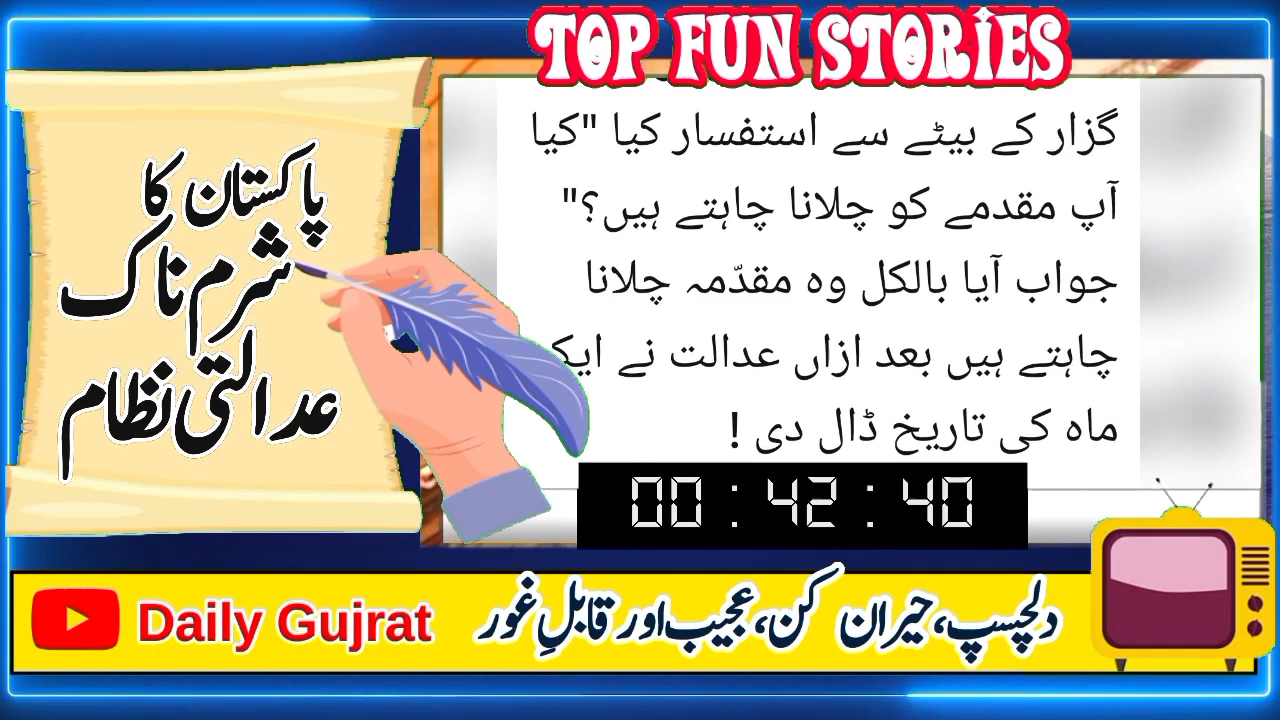 TOP FUN STORIES
پاکستان کا
شرم ناک
عدالتی نظام
گزار کے بیٹے سے استفسار کیا "کیا
آپ مقدمے کو چلانا چاہتے ہیں؟"
جواب آیا بالکل وہ مقدّمہ چلانا
چاہتے ہیں بعد ازاں عدالت نے ایک
ماہ کی تاریخ ڈال دی !
00:42:40
Daily Gujrat
دلچسپ، حیران کن، عجیب اور قابلِ غور